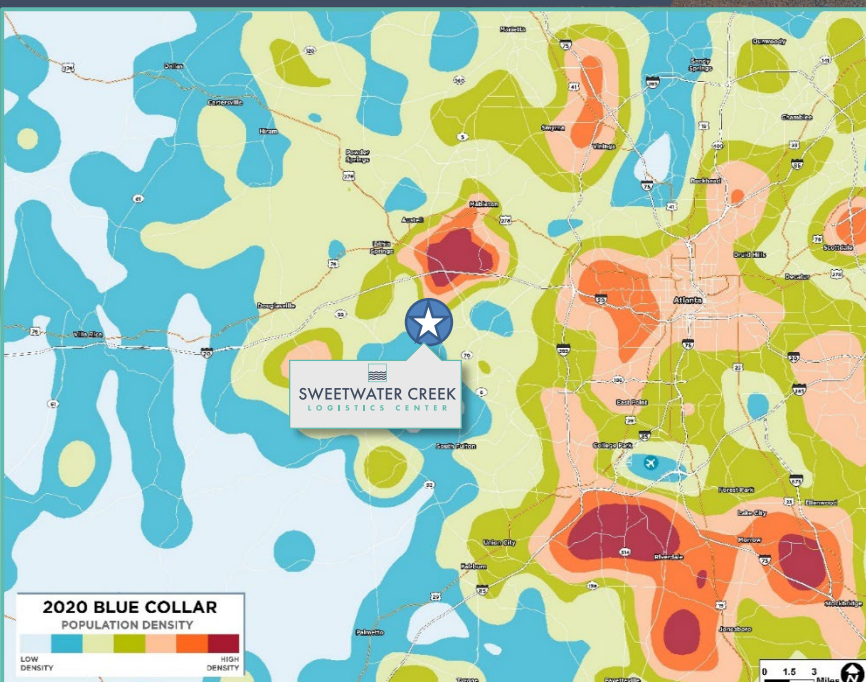 Marietta
Dunwoody
Dallas
Sandy
Springs
Hiram
Smyrna
Chamblee
Powder
Springs
Vinings
Buckhead
Mableton
Austell
Lithia
Springs
Druid Hills
Scottdale
Decatur
Douglasville
Atlanta
Villa Rica
SWEETWATER CREEK
LOGISTICS CENTER
East Point
College Park
South Fulton
Forest Park
Ellenwood
Lake City
Union City
Morrow
Riverdale
Fairburn
Stockbridge
Jonesboro
Palmetto
Tyrone
Fayetteville
2020 BLUE COLLAR
POPULATION DENSITY
LOW
DENSITY
HIGH
DENSITY
0 1.5 3
Miles
N